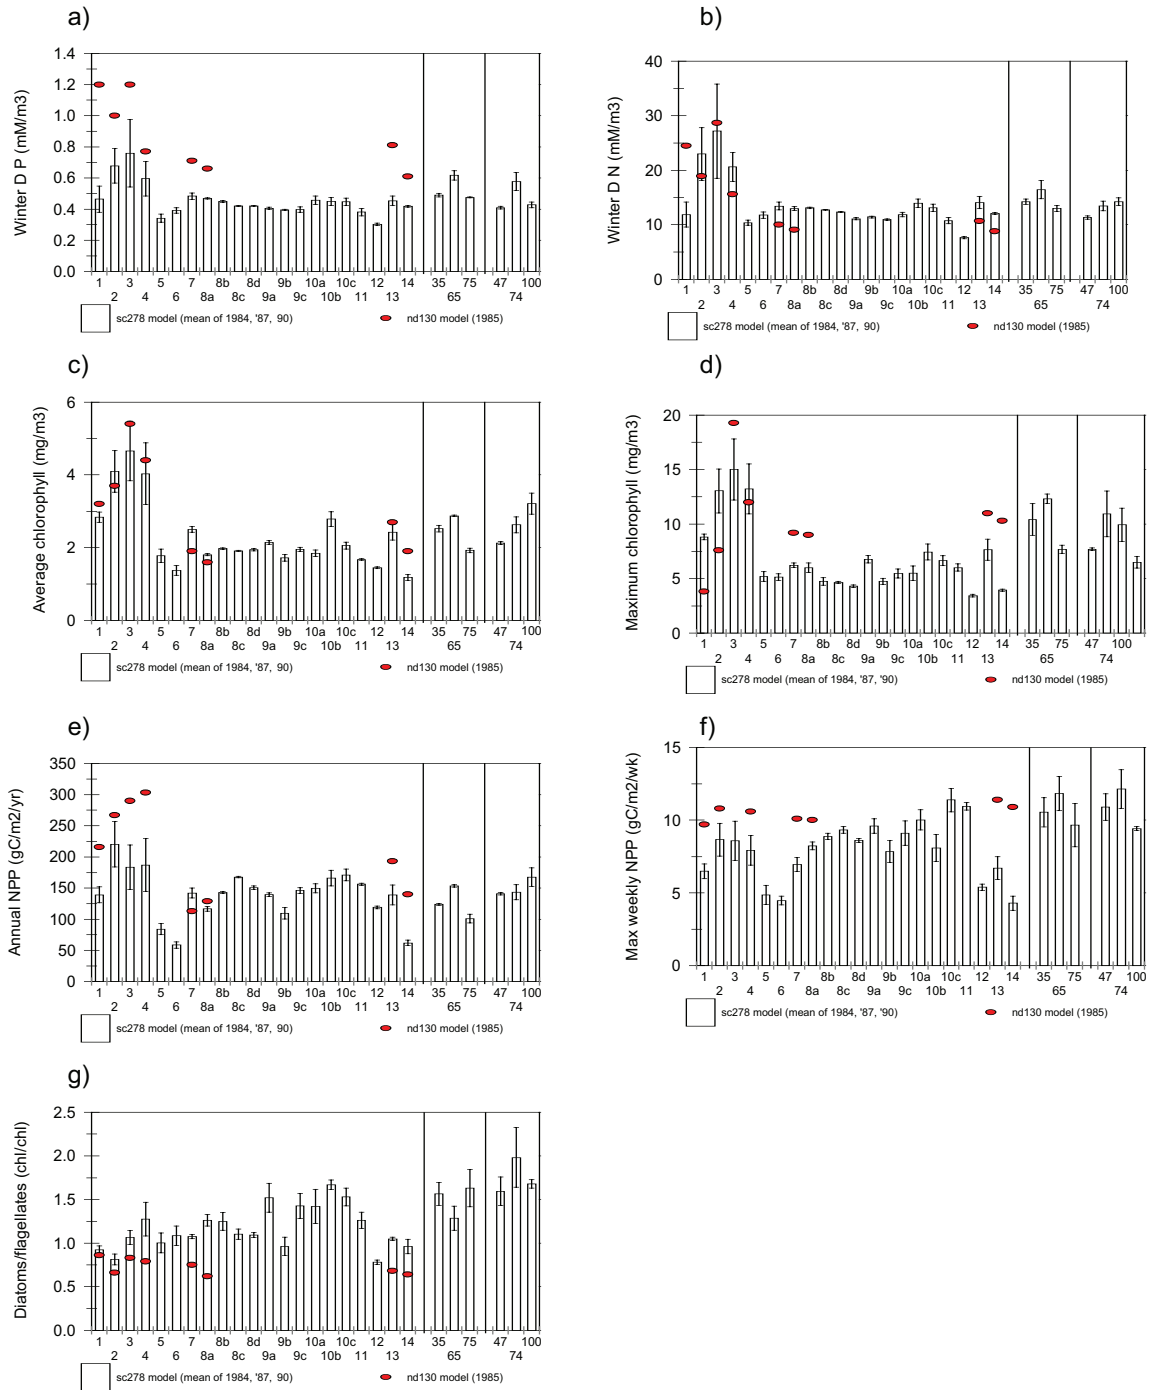 a)
1.4
1.2
1.0
0.8
0.6
0.4
0.2
0.0
Winter D P (mM/m3)
1 3 5 7 8b 8d 9b 10a 10c 12 14 35 75 47 100
2 4 6 8a 8c 9a 9c 10b 11 13 65 74
sc278 model (mean of 1984, '87, 90)
nd130 model (1985)
b)
40
30
20
10
0
Winter D N (mM/m3)
1 3 5 7 8b 8d 9b 10a 10c 12 14 35 75 47 100
2 4 6 8a 8c 9a 9c 10b 11 13 65 74
sc278 model (mean of 1984, '87, 90)
nd130 model (1985)
c)
6
4
2
0
Average chlorophyll (mg/m3)
1 3 5 7 8b 8d 9b 10a 10c 12 14 35 75 47 100
2 4 6 8a 8c 9a 9c 10b 11 13 65 74
sc278 model (mean of 1984, '87, '90)
nd130 model (1985)
d)
20
15
10
5
0
Maximum chlorophyll (mg/m3)
1 3 5 7 8b 8d 9b 10a 10c 12 14 35 75 47 100
2 4 6 8a 8c 9a 9c 10b 11 13 65 74
sc278 model (mean of 1984, '87, '90)
nd130 model (1985)
e)
350
300
250
200
150
100
50
0
Annual NPP (gC/m2/yr)
1 3 5 7 8b 8d 9b 10a 10c 12 14 35 75 47 100
2 4 6 8a 8c 9a 9c 10b 11 13 65 74
sc278 model (mean of 1984, '87, '90)
nd130 model (1985)
f)
15
10
5
0
Max weekly NPP (gC/m2/wk)
1 3 5 7 8b 8d 9b 10a 10c 12 14 35 75 47 100
2 4 6 8a 8c 9a 9c 10b 11 13 65 74
sc278 model (mean of 1984, '87, '90)
nd130 model (1985)
g)
2.5
2.0
1.5
1.0
0.5
0.0
Diatoms/flagellates (chl/chl)
1 3 5 7 8b 8d 9b 10a 10c 12 14 35 75 47 100
2 4 6 8a 8c 9a 9c 10b 11 13 65 74
sc278 model (mean of 1984, '87, '90)
nd130 model (1985)